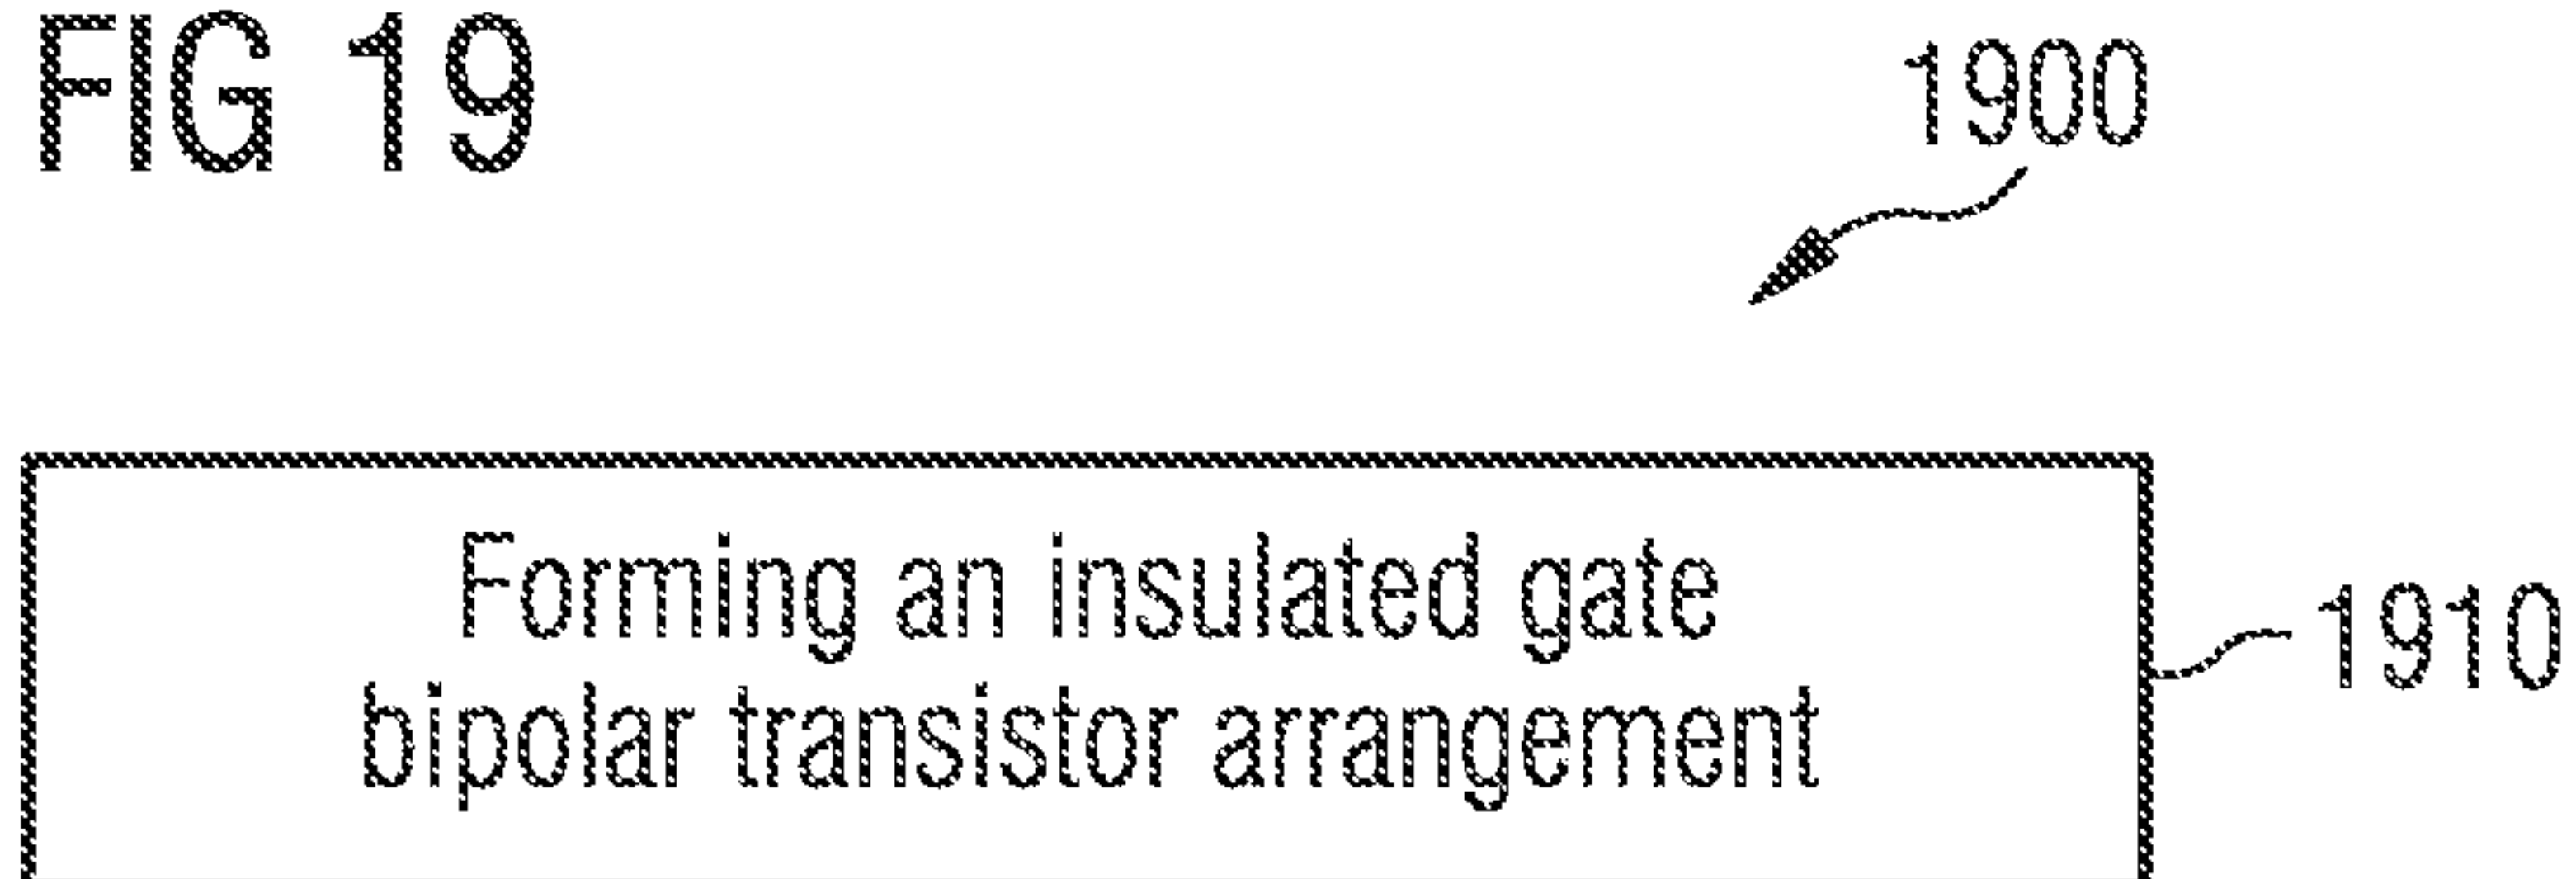 FIG 19
1900
Forming an insulated gate
bipolar transistor arrangement
1910